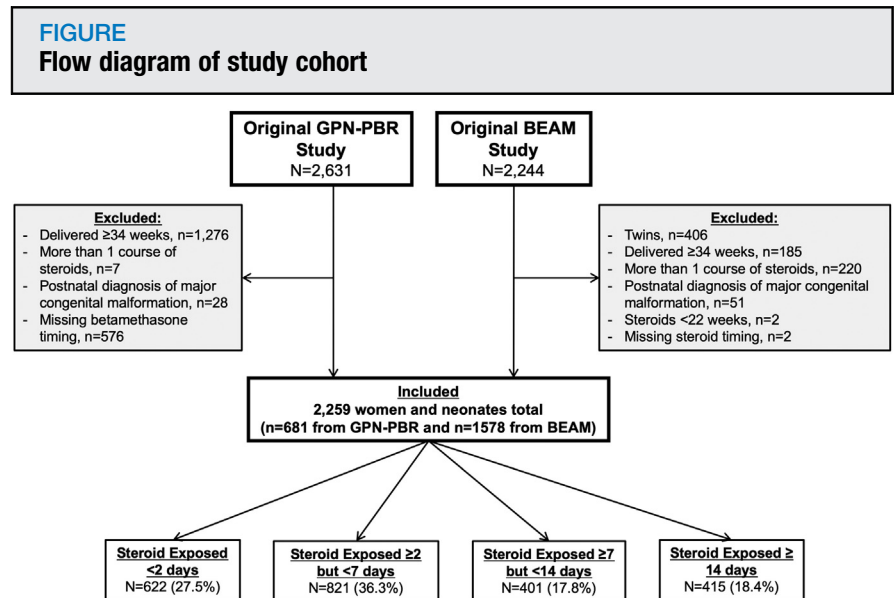 FIGURE
Flow diagram of study cohort
Original GPN-PBR
Study
N=2,631
Original BEAM
Study
N=2,244
Excluded:
- Delivered ≥34 weeks, n=1,276
- More than 1 course of
steroids, n=7
- Postnatal diagnosis of major
congenital malformation, n=28
- Missing betamethasone
timing, n=576
Excluded:
- Twins, n=406
- Delivered ≥34 weeks, n=185
- More than 1 course of steroids, n=220
- Postnatal diagnosis of major congenital
malformation, n=51
- Steroids <22 weeks, n=2
- Missing steroid timing, n=2
Included
2,259 women and neonates total
(n=681 from GPN-PBR and n=1578 from BEAM)
Steroid Exposed
<2 days
N=622 (27.5%)
Steroid Exposed ≥2
but <7 days
N=821 (36.3%)
Steroid Exposed ≥7
but <14 days
N=401 (17.8%)
Steroid Exposed ≥
14 days
N=415 (18.4%)